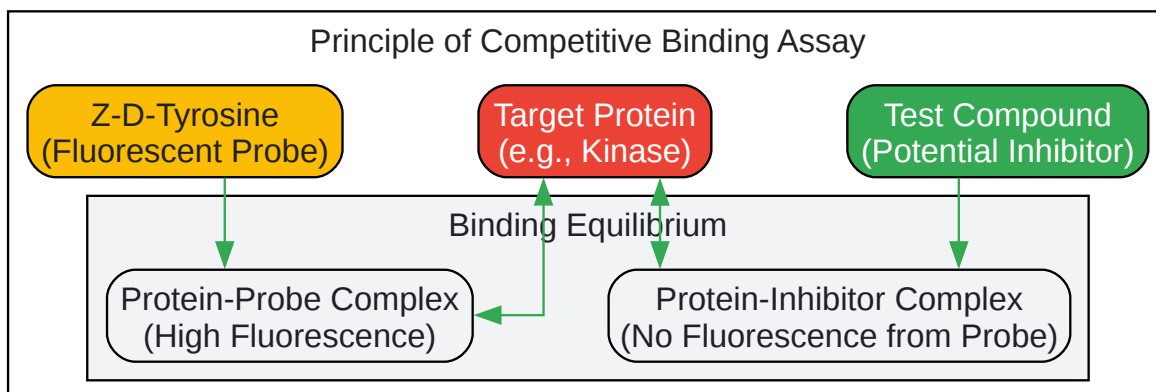 Principle of Competitive Binding Assay
Z-D-Tyrosine
(Fluorescent Probe)
Target Protein
(e.g., Kinase)
Test Compound
(Potential Inhibitor)
Binding Equilibrium
Protein-Probe Complex
(High Fluorescence)
Protein-Inhibitor Complex
(No Fluorescence from Probe)